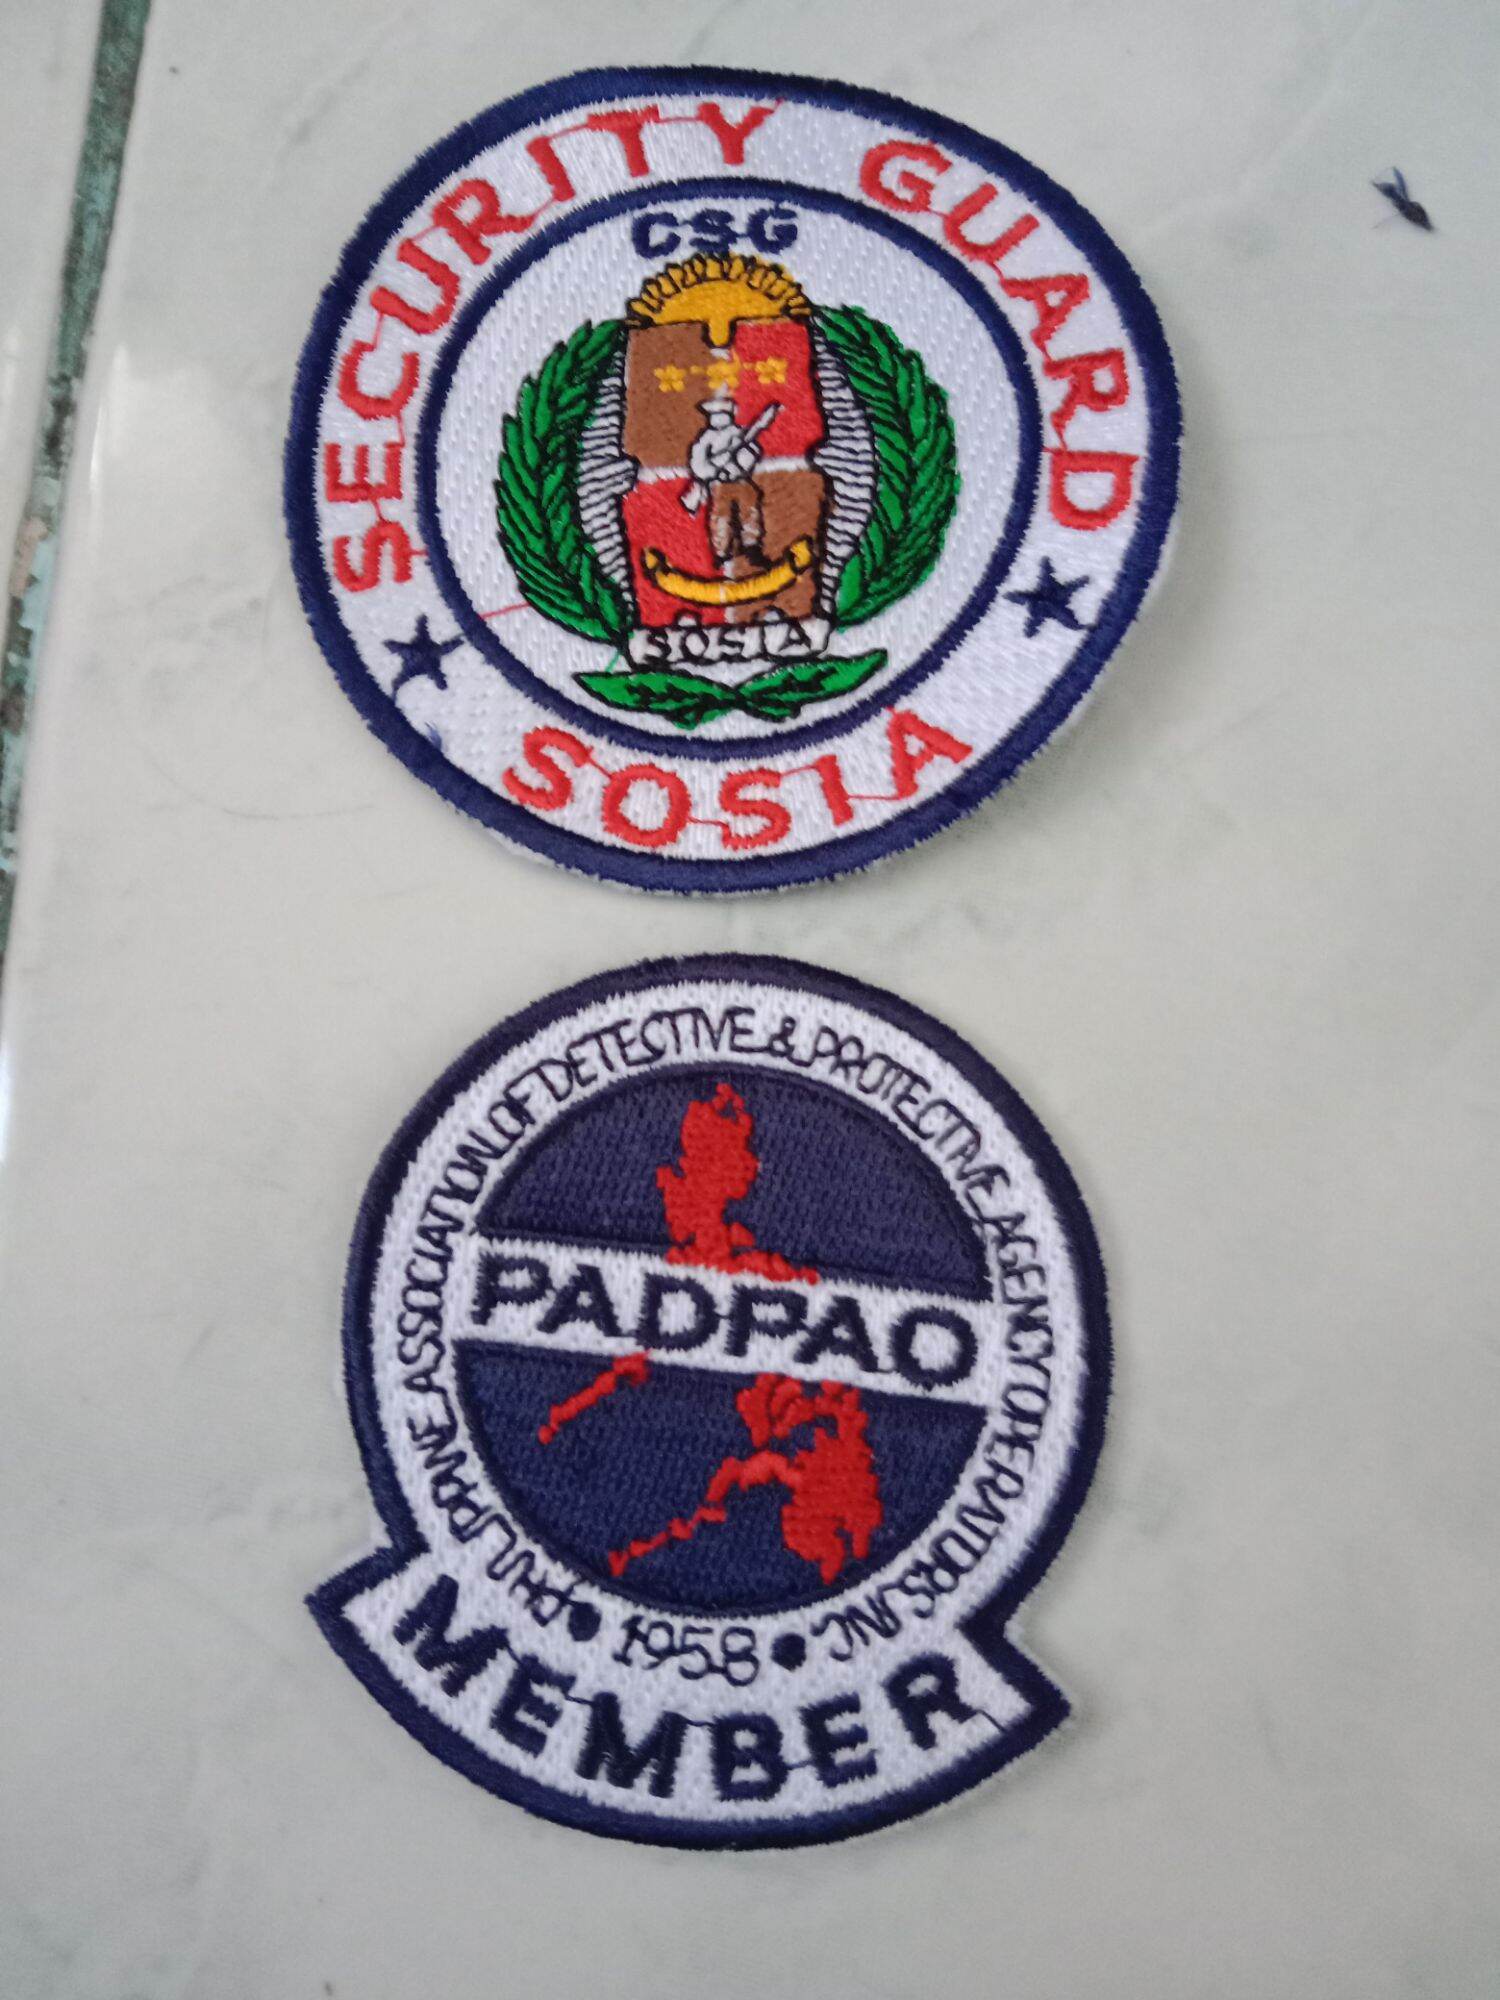 SECURITY GUARD
CSG
SOSIA
SOSIA
PHILIPPINE ASSOCIATION OF DETECTIVE & PROTECTIVE AGENCY OPERATORS, INC.
PADPAO
1958
MEMBER